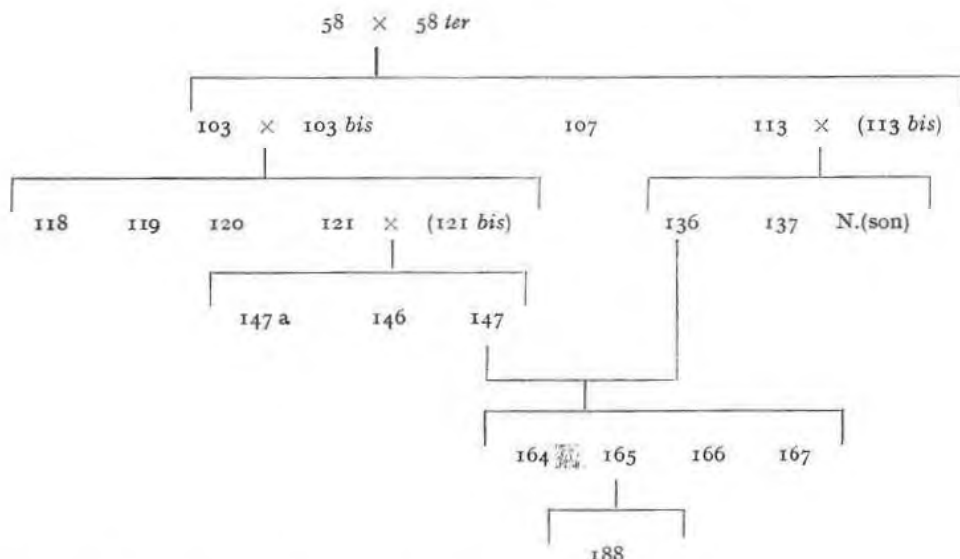 58 × 58 ter
103 × 103 bis 107 113 × (113 bis)
118 119 120 121 × (121 bis) 136 137 N.(son)
147 a 146 147
164 165 166 167
188